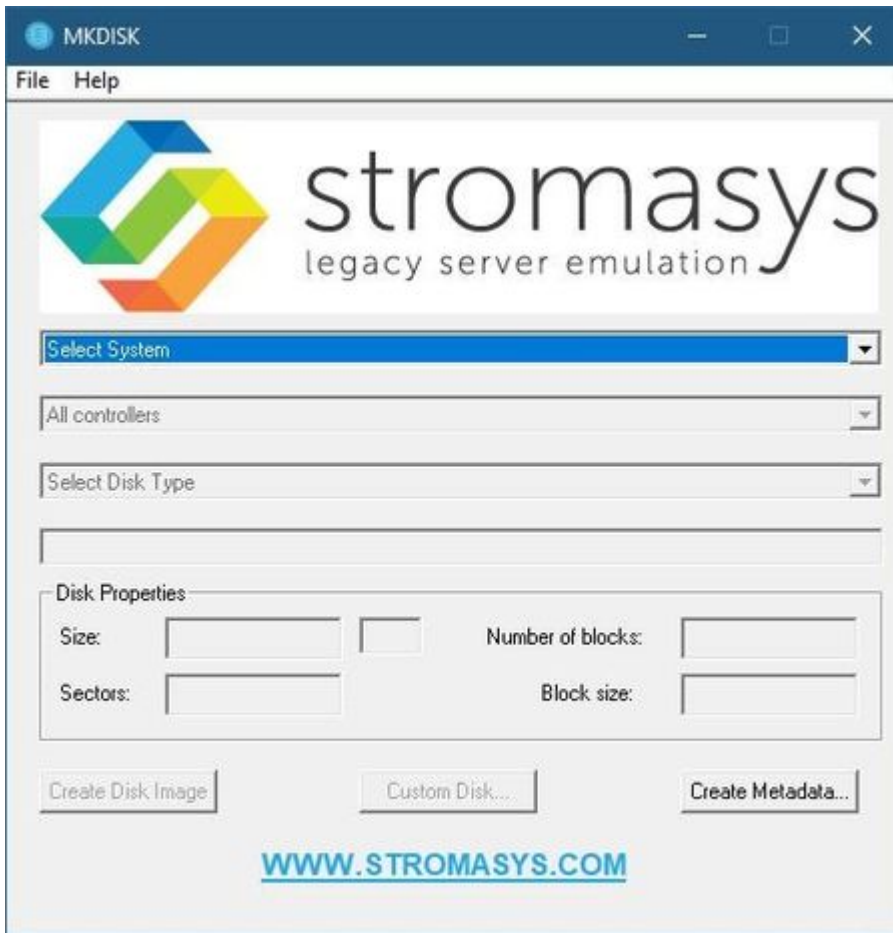 MKDISK
File Help
stromasys
legacy server emulation
Select System
All controllers
Select Disk Type
Disk Properties
Size: Number of blocks:
Sectors: Block size:
Create Disk Image Custom Disk... Create Metadata...
WWW.STROMASYS.COM